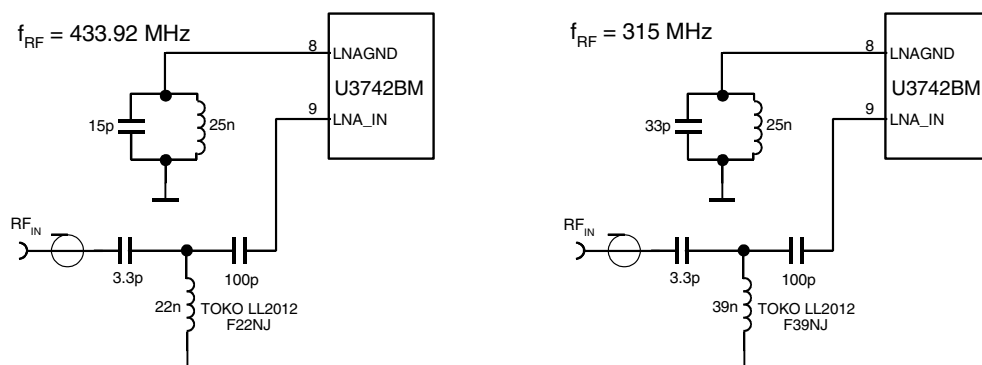 f_RF = 433.92 MHz
8
LNAGND
U3742BM
15p
25n
9
LNA_IN
RF_IN
3.3p
100p
22n
TOKO LL2012
F22NJ
f_RF = 315 MHz
8
LNAGND
U3742BM
33p
25n
9
LNA_IN
RF_IN
3.3p
100p
39n
TOKO LL2012
F39NJ